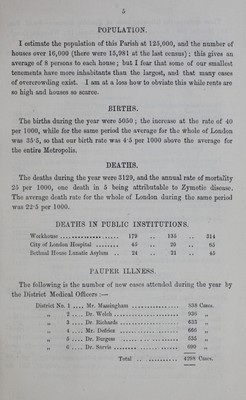 5
POPULATION.
I estimate the population of this Parish at 125,000, and the number of
houses over 16,000 (there were 15,981 at the last census); this gives an
average of 8 persons to each house; but I fear that some of our smallest
tenements have more inhabitants than the largest, and that many cases
of overcrowding exist. I am at a loss how to obviate this while rents are
so high and houses so scarce.
BIRTHS.
The births during the year were 5050; the increase at the rate of 40
per 1000, while for the same period the average for the whole of London
was 35·5, so that our birth rate was 4·5 per 1000 above the average for
the entire Metropolis.
DEATHS.
The deaths during the year were 3129, and the annual rate of mortality
25 per 1000, one death in 5 being attributable to Zymotic disease.
The average death rate for the whole of London during the same period
was 22·5 per 1000.
DEATHS IN PUBLIC INSTITUTIONS.
Workhouse .................. 179 .. 135 .. 314
City of London Hospital ........ 45 .. 20 .. 65
Bethnal House Lunatic Asylum .. 24 .. 21 .. 45
PAUPER ILLNESS.
The following is the number of new cases attended during the year by
the District Medical Officers :—
District No. 1 .... Mr. Massingham .............. 858 Cases.
„ 2 .... Dr. Welch .................. 926 „
„ 3 .... Dr. Richards ................ 623 „
„ 4 .... Mr. Defriez ................ 666 „
„ 5 .... Dr. Burgess ................ 535 „
„ 6 .... Dr. Servis .................. 690 „
Total .. .......... 4298 Cases.